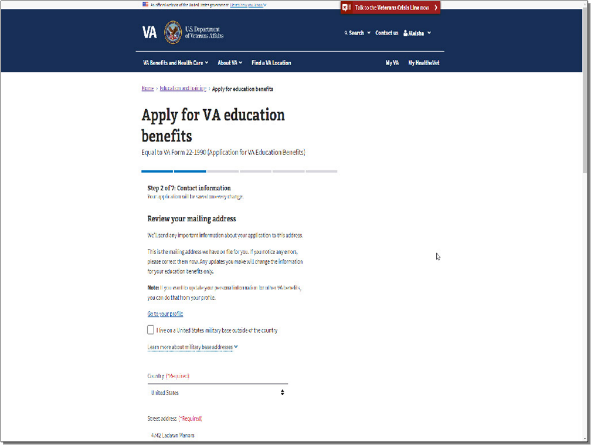 An official website of the United States government
Talk to the Veterans Crisis Line now
VA
U.S. Department
of Veterans Affairs
Search
Contact us
VA Benefits and Health Care
About VA
Find a VA Location
My VA
My HealtheVet
Home › Education and training › Apply for education benefits
Apply for VA education
benefits
Equal to VA Form 22-1990 (Application for VA Education Benefits)
Step 2 of 7: Contact information
Your application will be saved on every change.
Review your mailing address
We'll send any important information about your application to this address.
This is the mailing address we have on file for you. If you notice any errors,
please correct them now. Any updates you make will change the information
for your education benefits only.
Note: If you want to update your personal information for other VA benefits,
you can do that from your profile.
Go to your profile
I live on a United States military base outside of the country
Learn more about military base addresses
Country (*Required)
United States
Street address (*Required)